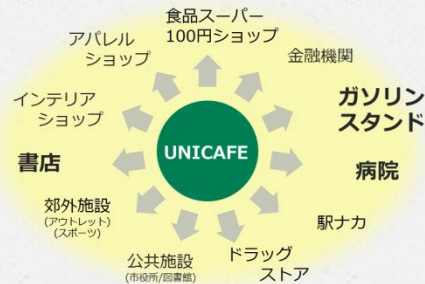 食品スーパー
100円ショップ
アパレル
ショップ
金融機関
インテリア
ショップ
ガソリン
スタンド
UNICAFE
書店
病院
郊外施設
(アウトレット)
(スポーツ)
駅ナカ
公共施設
(市役所/図書館)
ドラッグ
ストア